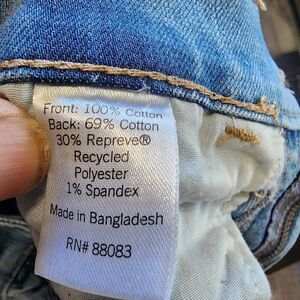 Front: 100% Cotton
Back: 69% Cotton
30% Repreve®
Recycled
Polyester
1% Spandex
Made in Bangladesh
RN# 88083